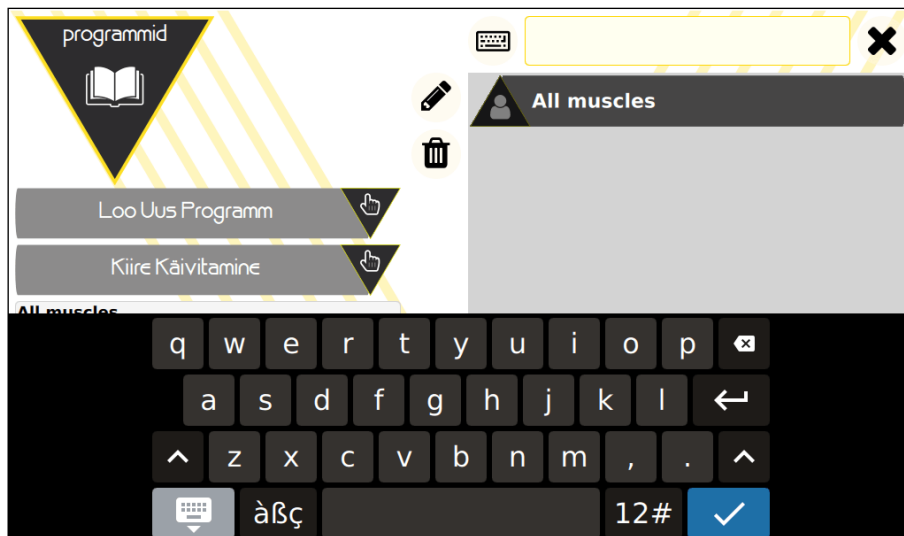 programmid
All muscles
Loo Uus Programm
Kiire Käivitamine
All muscles
q w e r t y u i o p
a s d f g h j k l
z x c v b n m , .
àßç 12#